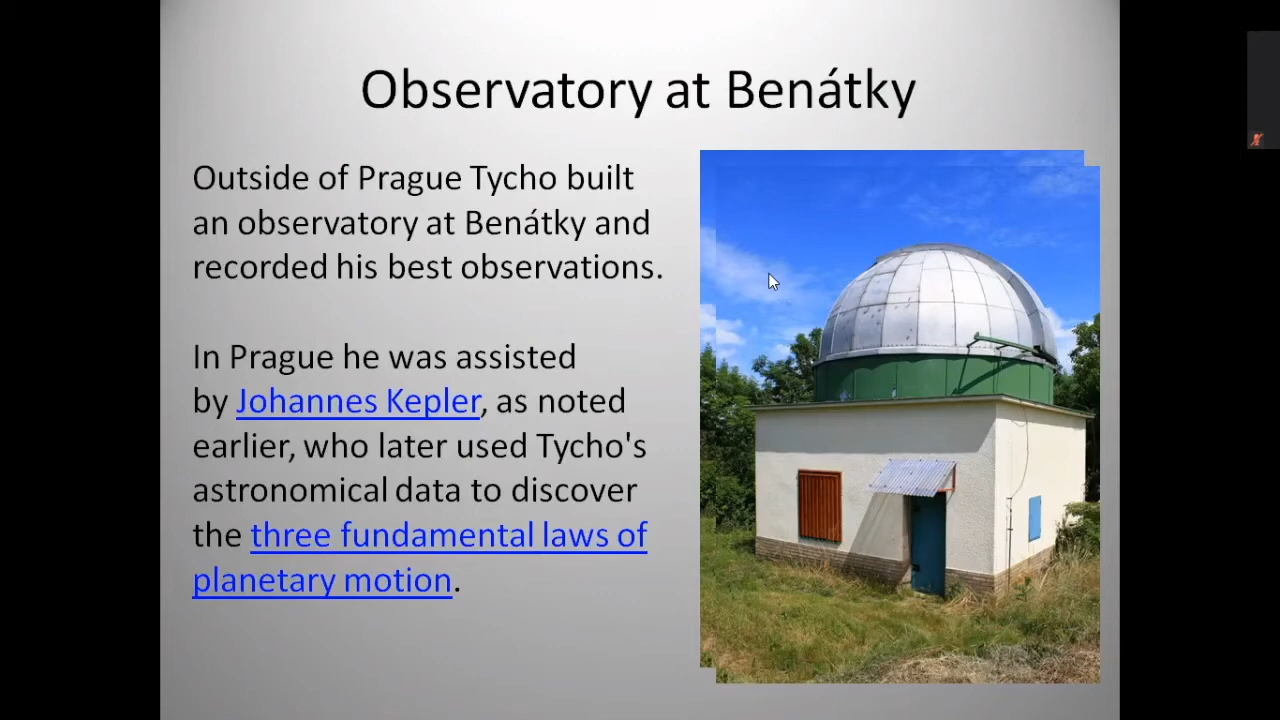 Observatory at Benátky
Outside of Prague Tycho built
an observatory at Benátky and
recorded his best observations.
In Prague he was assisted
by Johannes Kepler, as noted
earlier, who later used Tycho's
astronomical data to discover
the three fundamental laws of
planetary motion.